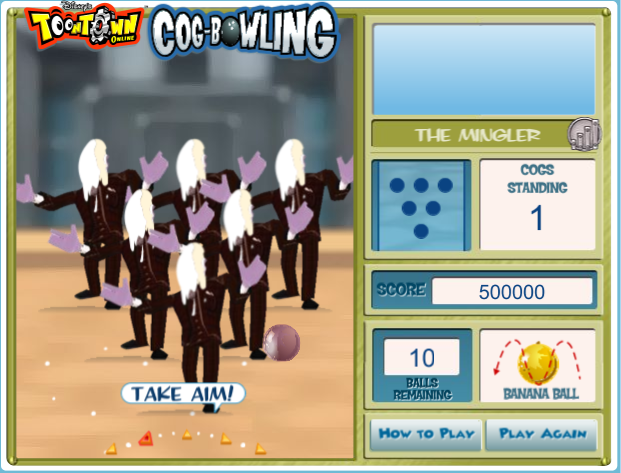 Disney's
TOONTOWN
ONLINE
COG-BOWLING
THE MINGLER
COGS
STANDING
1
SCORE 500000
10
BALLS
REMAINING
BANANA BALL
TAKE AIM!
HOW TO PLAY
PLAY AGAIN